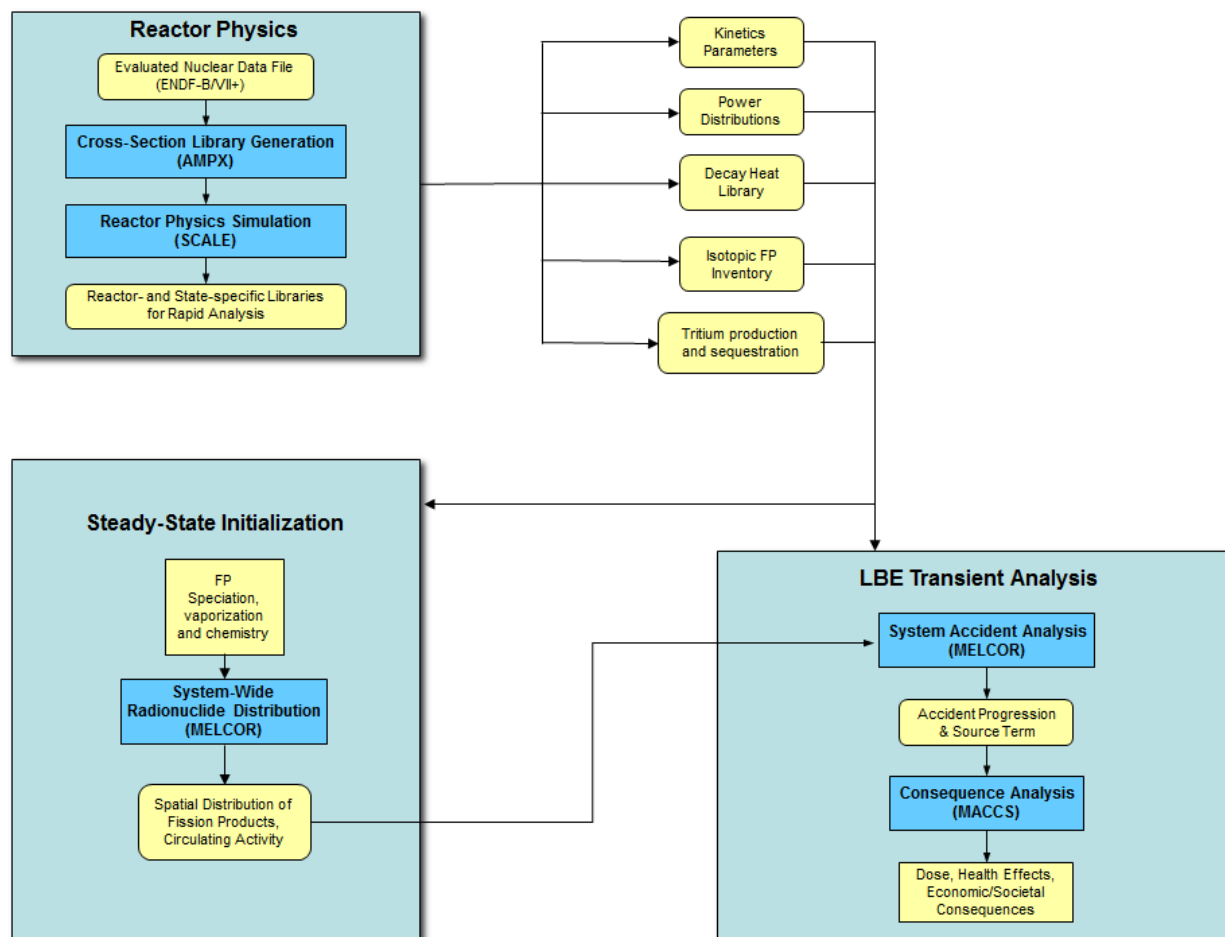 Reactor Physics
Evaluated Nuclear Data File
(ENDF-B/VII+)
Cross-Section Library Generation
(AMPX)
Reactor Physics Simulation
(SCALE)
Reactor- and State-specific Libraries
for Rapid Analysis
Kinetics
Parameters
Power
Distributions
Decay Heat
Library
Isotopic FP
Inventory
Tritium production
and sequestration
Steady-State Initialization
FP
Speciation,
vaporization
and chemistry
System-Wide
Radionuclide Distribution
(MELCOR)
Spatial Distribution of
Fission Products,
Circulating Activity
LBE Transient Analysis
System Accident Analysis
(MELCOR)
Accident Progression
& Source Term
Consequence Analysis
(MACCS)
Dose, Health Effects,
Economic/Societal
Consequences